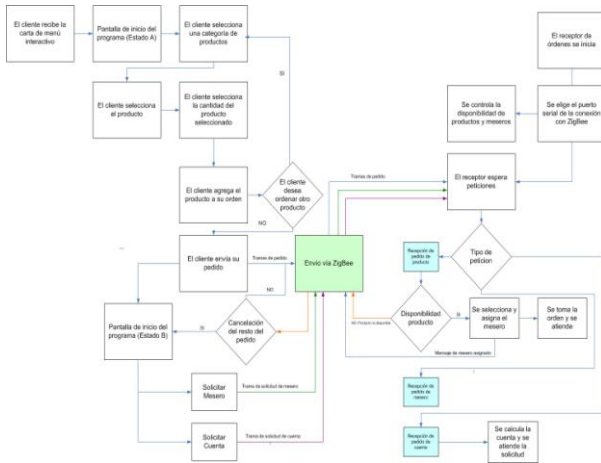 El cliente recibe la
carta de menú
interactivo
Pantalla de inicio del
programa (Estado A)
El cliente selecciona
una categoría de
productos
El receptor de
órdenes se inicia
SI
El cliente selecciona
el producto
El cliente selecciona
la cantidad del
producto
seleccionado
Se controla la
disponibilidad de
productos y meseros
Se elige el puerto
serial de la conexión
con ZigBee
El cliente agrega el
producto a su orden
El cliente
desea
ordenar otro
producto
Tramas de pedido
El receptor espera
peticiones
NO
El cliente envía su
pedido
Tramas de pedido
Envio vía ZigBee
Recepción
de pedido de
producto
Tipo de
peticion
NO
Pantalla de inicio del
programa (Estado B)
SI
Cancelación
del resto del
pedido
NO Producto no disponible
Disponibilidad
producto
SI
Se selecciona y
asigna el
mesero
Se toma la
orden y se
atiende
Mensaje de mesero asignado
Solicitar
Mesero
Trama de solicitud de mesero
Recepción de
pedido de
mesero
Solicitar
Cuenta
Trama de solicitud de cuenta
Recepción de
pedido de
cuenta
Se calcula la
cuenta y se
atiende la
solicitud